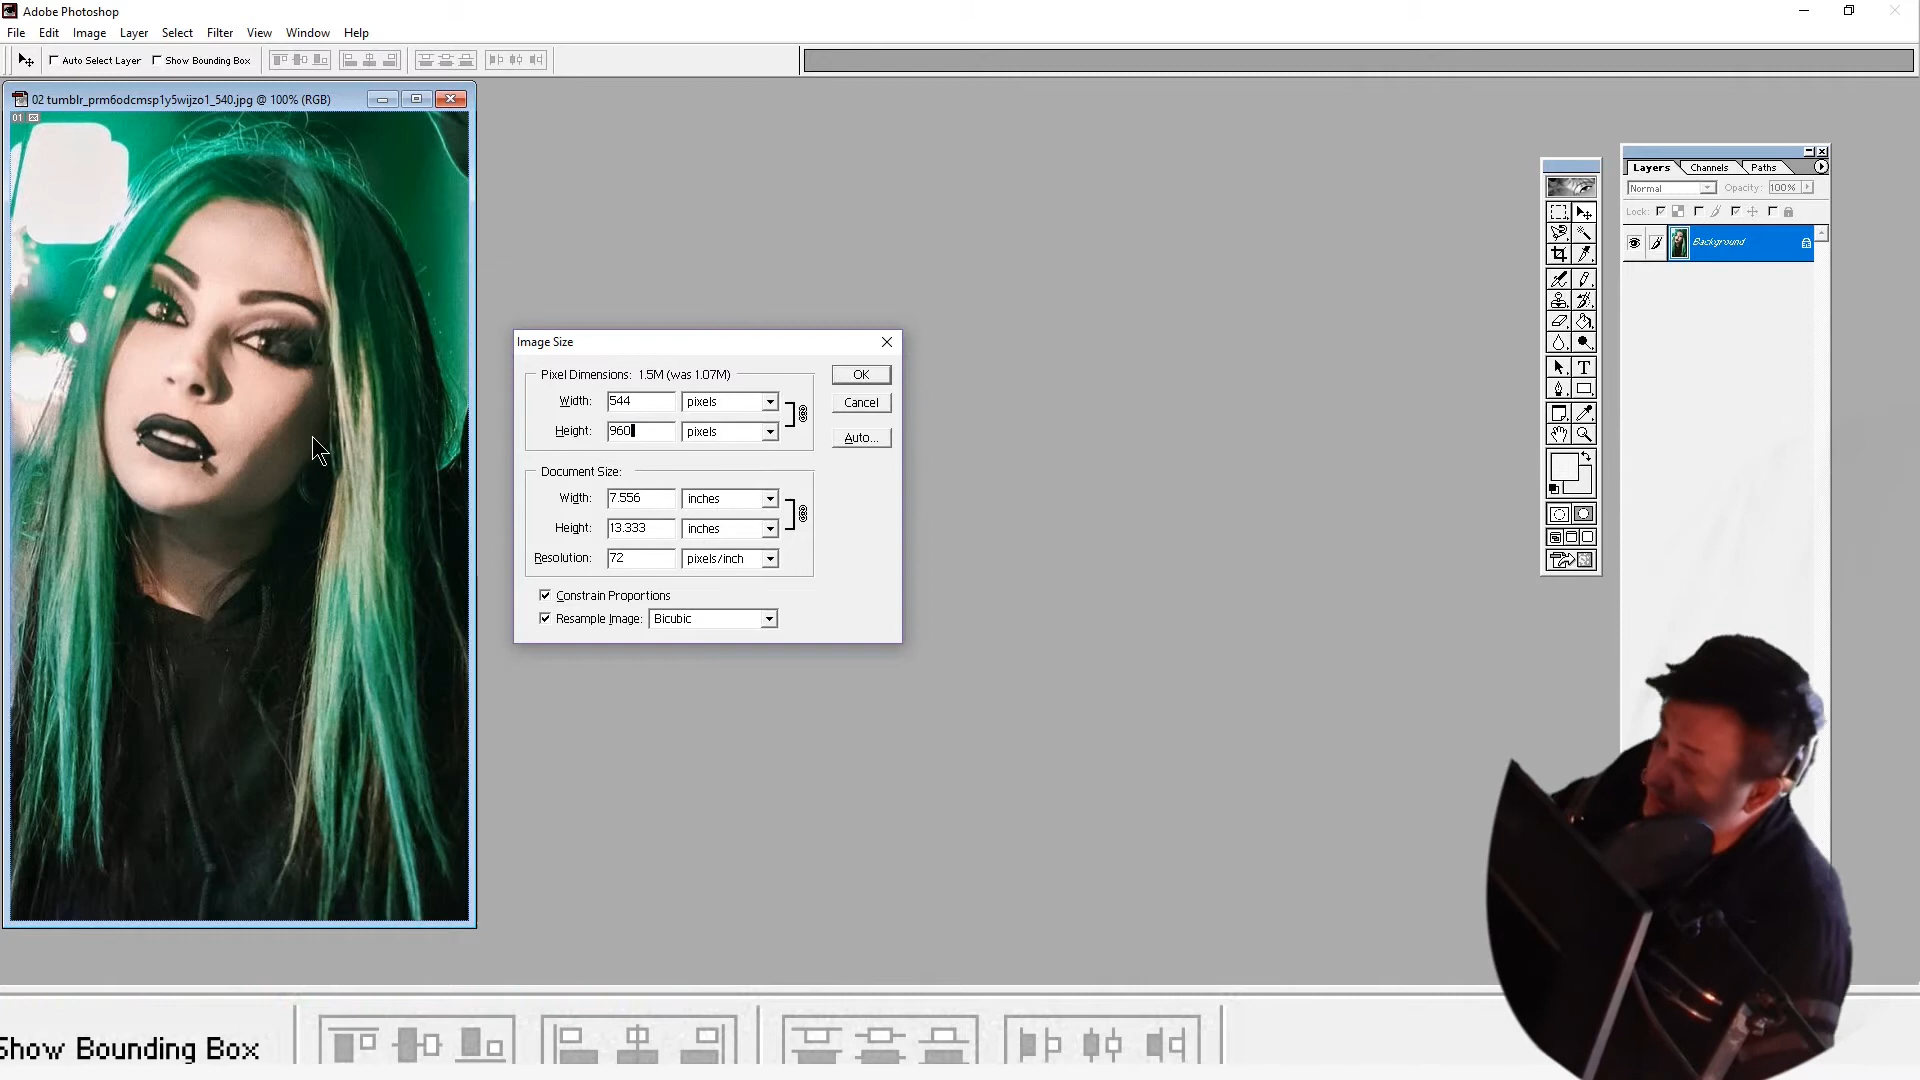 Adobe Photoshop
File Edit Image Layer Select Filter View Window Help
Auto Select Layer Show Bounding Box
02 tumblr_prm6odcmsp1y5wijzo1_540.jpg @ 100% (RGB)
01
Layers Channels Paths
Normal Opacity: 100%
Lock:
Background
Image Size
Pixel Dimensions: 1.5M (was 1.07M)
OK
Width: 544 pixels
Cancel
Height: 960 pixels
Auto...
Document Size:
Width: 7.556 inches
Height: 13.333 inches
Resolution: 72 pixels/inch
Constrain Proportions
Resample Image: Bicubic
T
Show Bounding Box